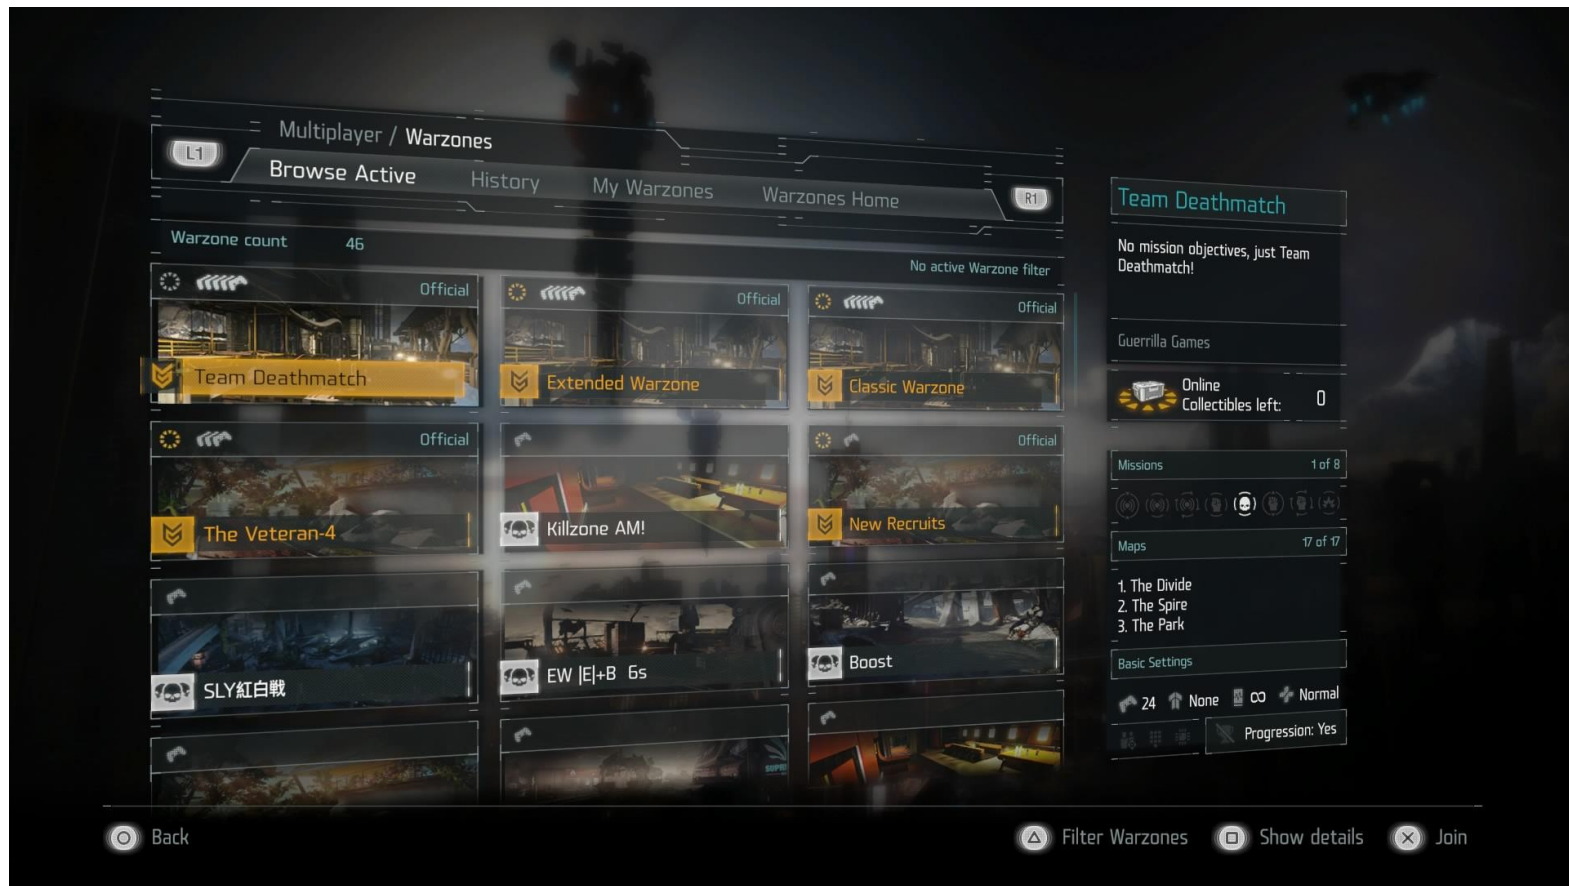 Multiplayer / Warzones
L1
Browse Active
History
My Warzones
Warzones Home
R1
Warzone count 46
No active Warzone filter
Official
Team Deathmatch
Official
Extended Warzone
Official
Classic Warzone
Official
The Veteran-4
Killzone AM!
Official
New Recruits
SLY紅白戦
EW |E|+B 6s
Boost
Team Deathmatch
No mission objectives, just Team
Deathmatch!
Guerrilla Games
Online
Collectibles left: 0
Missions 1 of 8
Maps 17 of 17
1. The Divide
2. The Spire
3. The Park
Basic Settings
24 None ∞ Normal
Progression: Yes
Back
Filter Warzones
Show details
Join